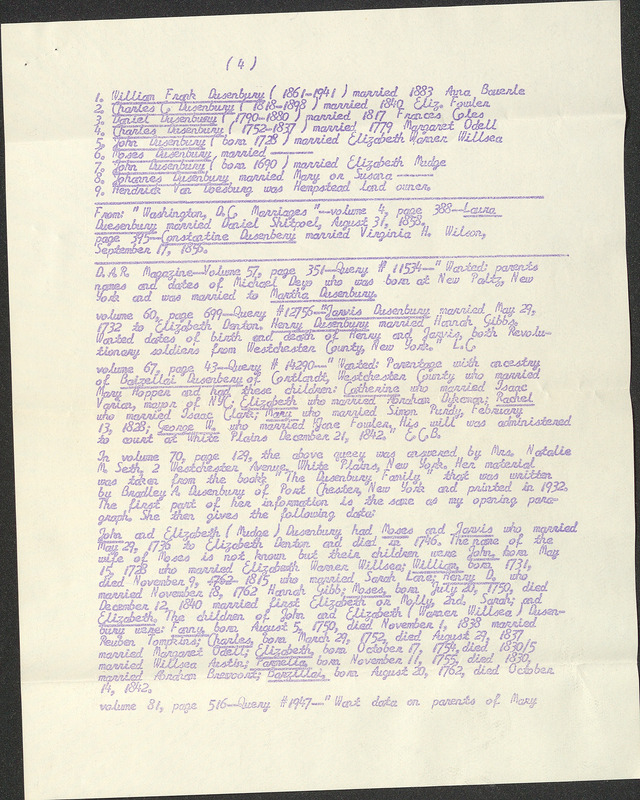 ( 4 )
1. William Frank Dusenbury ( 1861-1941 ) married 1883 Anna Bauerle
2. Charles C. Dusenbury ( 1818-1898 ) married 1840 Eliz. Fowler
3. Daniel Dusenbury ( 1790-1880 ) married 1817 Frances Coles
4. Charles Dusenbury ( 1752-1837 ) married 1779 Margaret Odell
5. John Dusenbury ( born 1728 ) married Elizabeth Warner Willsea
6. Moses Dusenbury, married ———
7. John Dusenbury, ( born 1690 ) married Elizabeth Mudge
8. Johannes Dusenbury married Mary or Susana ———
9. Hendrick Van Doesburg was Hempstead land owner.
From: "Washington, D.C. Marriages"--volume 4, page 388--Laura
Duesenbury married Daniel Shitpoel, August 31, 1853.
page 395--Constantine Dusenbery married Virginia H. Wilson,
September 17, 1853.
D.A.R. Magazine--Volume 57, page 351--Query # 11534--"Wanted: parents
names and dates of Michael Deyo who was born at New Paltz, New
York and was married to Martha Dusenbury.
volume 60, page 699--Query #12756--"Jarvis Dusenbury married May 29,
1732 to Elizabeth Denton. Henry Dusenbury married Hannah Gibbs.
Wanted dates of birth and death of Henry and Jarvis, both Revolu-
tionary soldiers from Westchester County, New York." L.C
volume 67, page 43--Query # 14290--"Wanted: Parentage with ancestry
of Baizellai Dusenbery of Cortlandt, Westchester County who married
Mary Hopper and had these children: Catherine who married Isaac
Varian, mayor of NYC; Elizabeth who married Abraham Dykeman; Rachel
who married Isaac Clark; Mary who married Simon Purdy, February
13, 1828; George W. who married Jane Fowler. His will was administered
to court at White Plains December 21, 1842." E.C.B.
In volume 70, page 129, the above query was answered by Mrs. Natalie
M. Seth, 2 Westchester Avenue, White Plains, New York. Her material
was taken from the book: "The Dusenbury Family" that was written
by Bradley A. Dusenbury of Port Chester, New York and printed in 1932.
The first part of her information is the same as my opening para-
graph. She then gives the following data:
John and Elizabeth ( Mudge ) Dusenbury had Moses and Jarvis who married
May 29, 1736 to Elizabeth Denton and died in 1746. The name of the
wife of Moses is not known but their children were John, born May
15, 1728 who married Elizabeth Warner Willsea; William, born 1731,
died November 9, 1762 1815 who married Sarah Lane; Henry D. who
married November 18, 1762 Hannah Gibb; Moses, born July 20, 1750, died
December 12, 1840 married first Elizabeth or Molly, 2nd, Sarah; and
Elizabeth. The children of John and Elizabeth ( Warner Willsea ) Dusen-
bury were: Fanny, born August 5, 1750, died November 1, 1838 married
Reuben Tompkins; Charles, born March 29, 1752, died August 29, 1837
married Margaret Odell; Elizabeth, born October 17, 1754, died 1830/5
married Willsea Austin; Parmelia, born November 11, 1755, died 1830,
married Abraham Brevoort; Barzillai, born August 20, 1762, died October
14, 1842.
volume 81, page 516--Query #1947--"Want data on parents of Mary